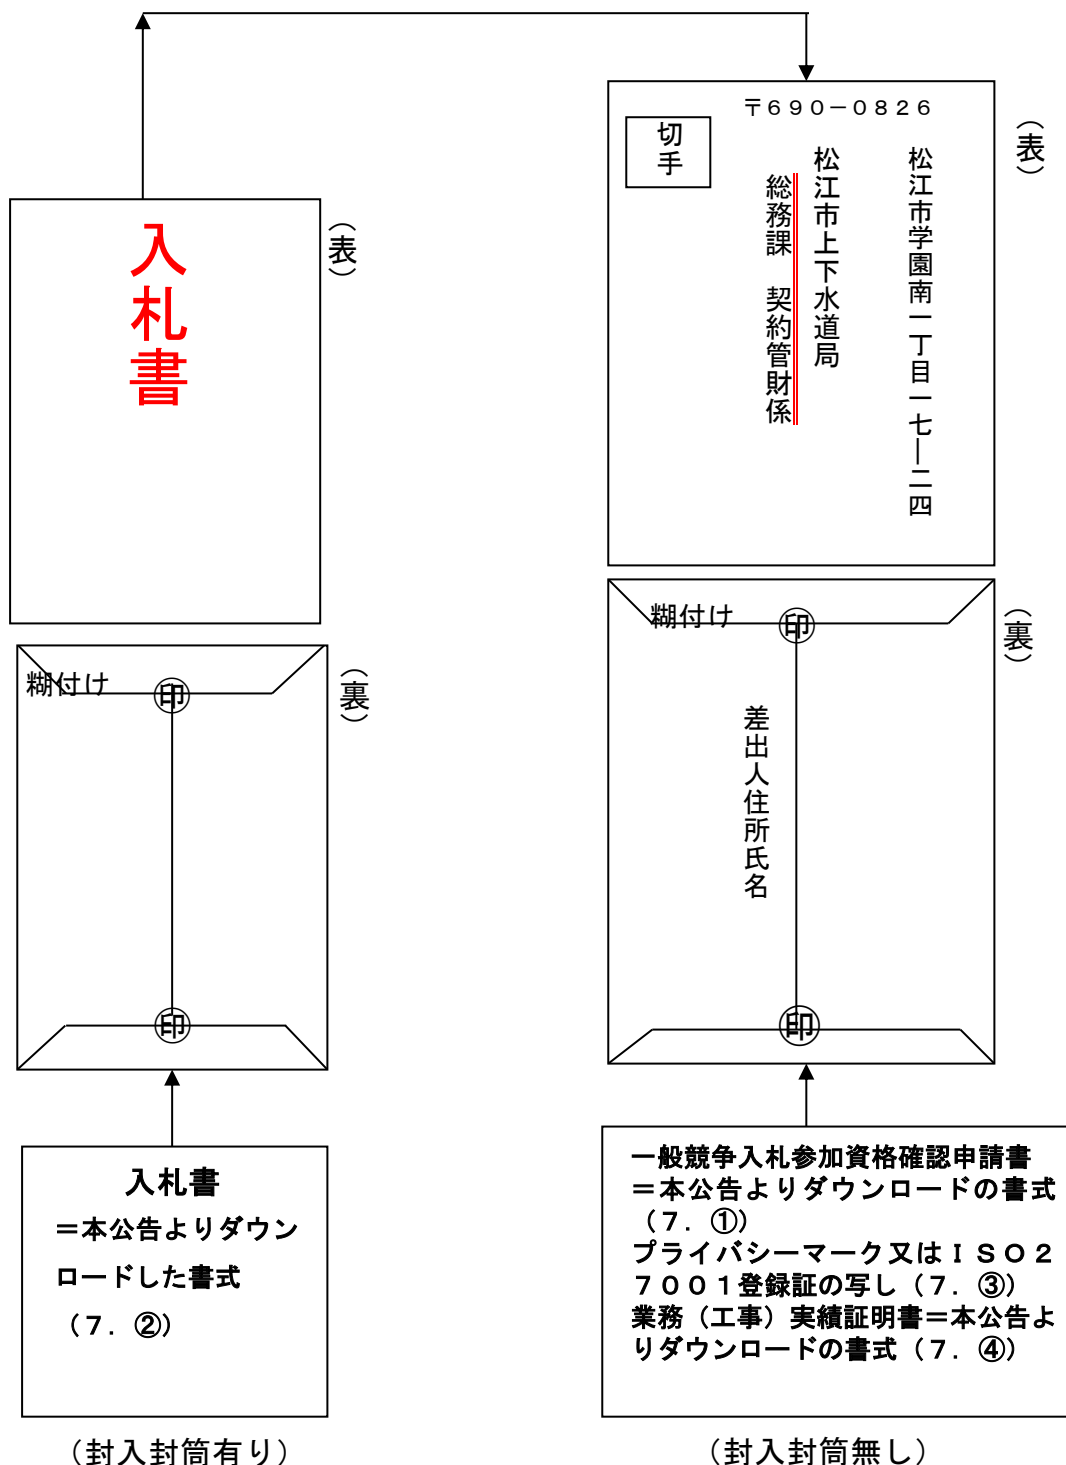 〒６９０－０８２６
切手
松江市学園南一丁目一七―二四
松江市上下水道局
総務課　契約管財係
（表）
入札書
（表）
糊付け
印
差出人住所氏名
印
（裏）
糊付け
印
印
（裏）
入札書
＝本公告よりダウン
ロードした書式
（７．②）
（封入封筒有り）
一般競争入札参加資格確認申請書
＝本公告よりダウンロードの書式
（７．①）
プライバシーマーク又はＩＳＯ２
７００１登録証の写し（７．③）
業務（工事）実績証明書＝本公告よ
りダウンロードの書式（７．④）
（封入封筒無し）